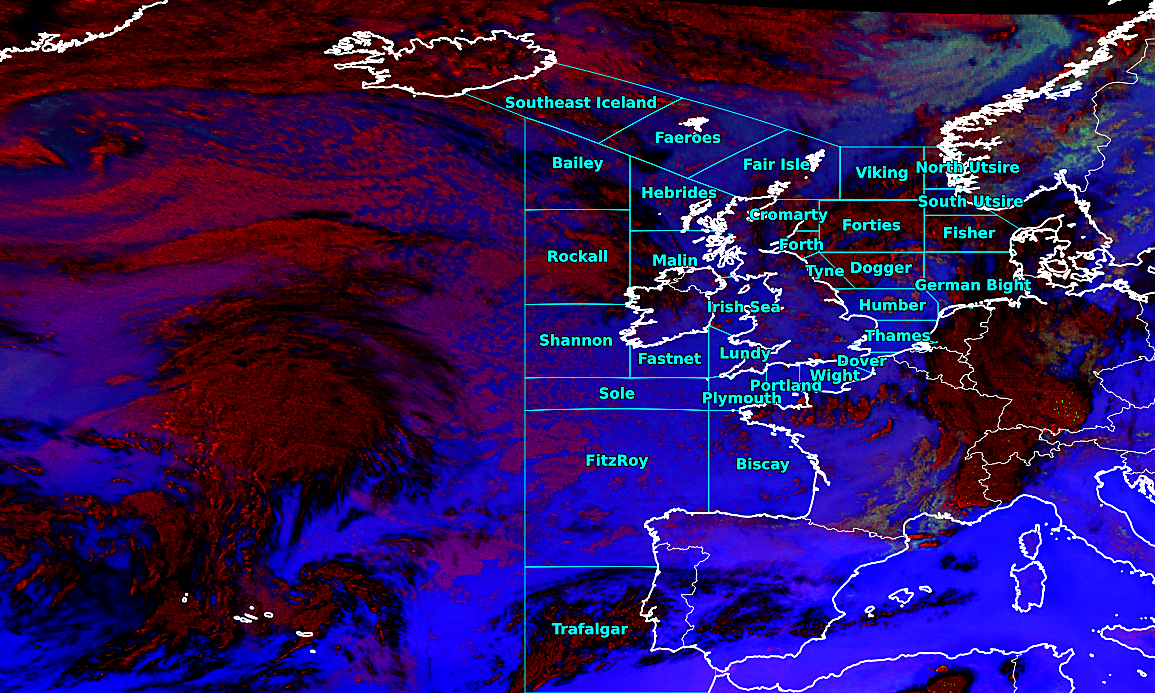 Southeast Iceland
Faeroes
Bailey
Fair Isle
Viking
North Utsire
Hebrides
South Utsire
Cromarty
Forties
Fisher
Forth
Rockall
Malin
Tyne
Dogger
German Bight
Irish Sea
Humber
Shannon
Thames
Fastnet
Lundy
Dover
Wight
Portland
Sole
Plymouth
FitzRoy
Biscay
Trafalgar